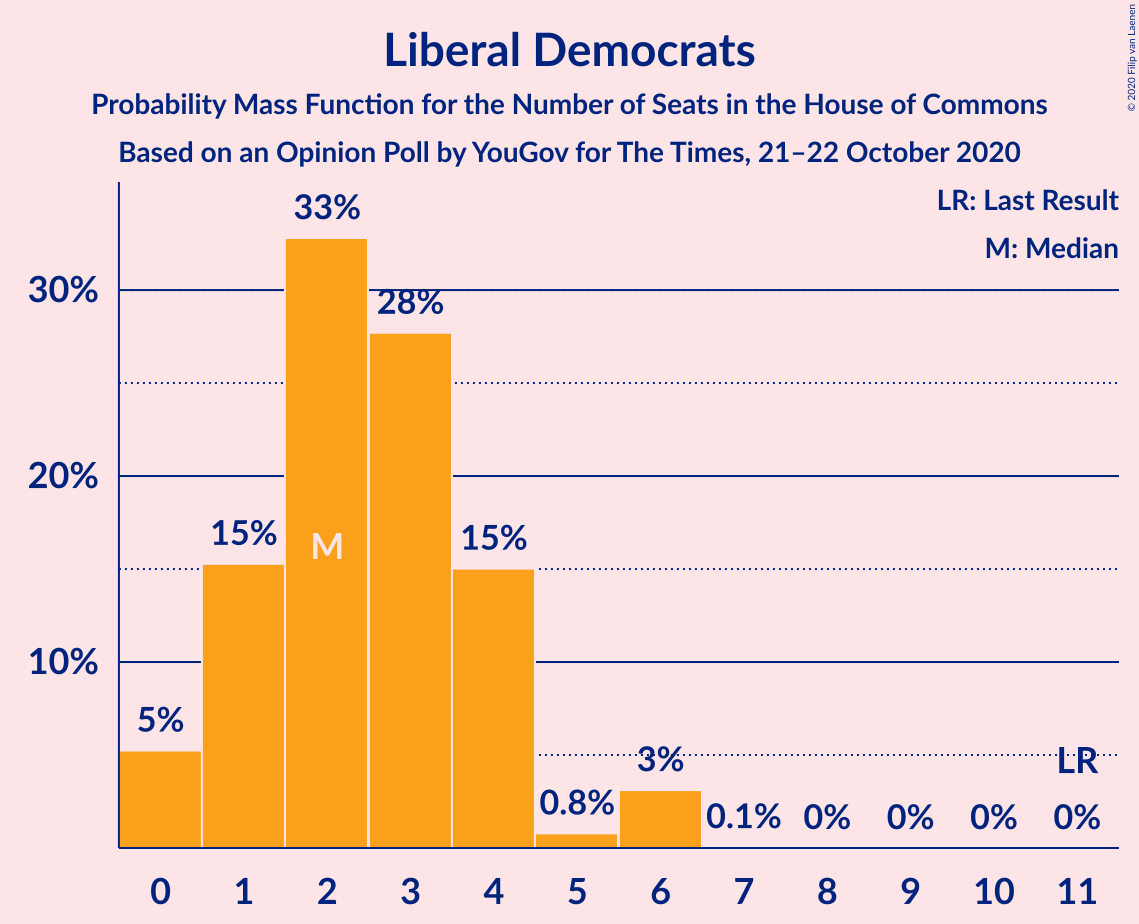 Liberal Democrats
Probability Mass Function for the Number of Seats in the House of Commons
Based on an Opinion Poll by YouGov for The Times, 21–22 October 2020
© 2020 Filip van Laenen
LR: Last Result
M: Median
30%
20%
10%
5%
15%
33%
M
28%
15%
0.8%
3%
0.1%
0%
0%
0%
LR
0%
0 1 2 3 4 5 6 7 8 9 10 11